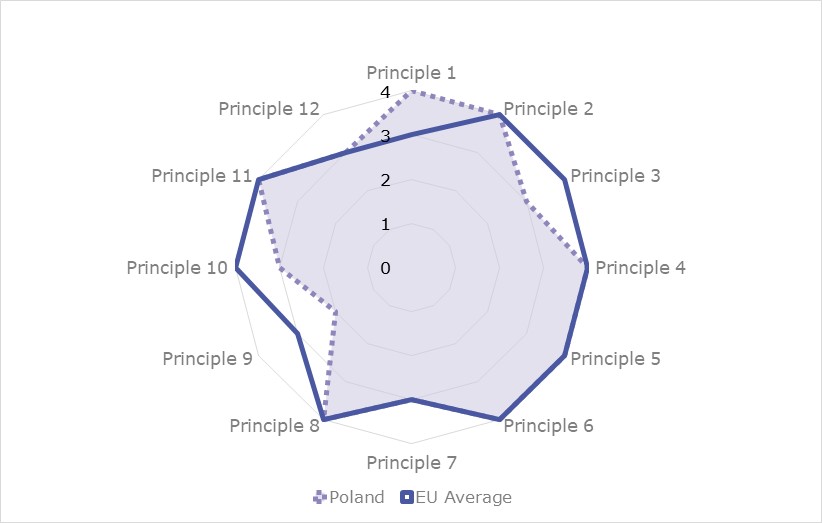 Principle 1
Principle 2
Principle 3
Principle 4
Principle 5
Principle 6
Principle 7
Principle 8
Principle 9
Principle 10
Principle 11
Principle 12
4
3
2
1
0
Poland EU Average